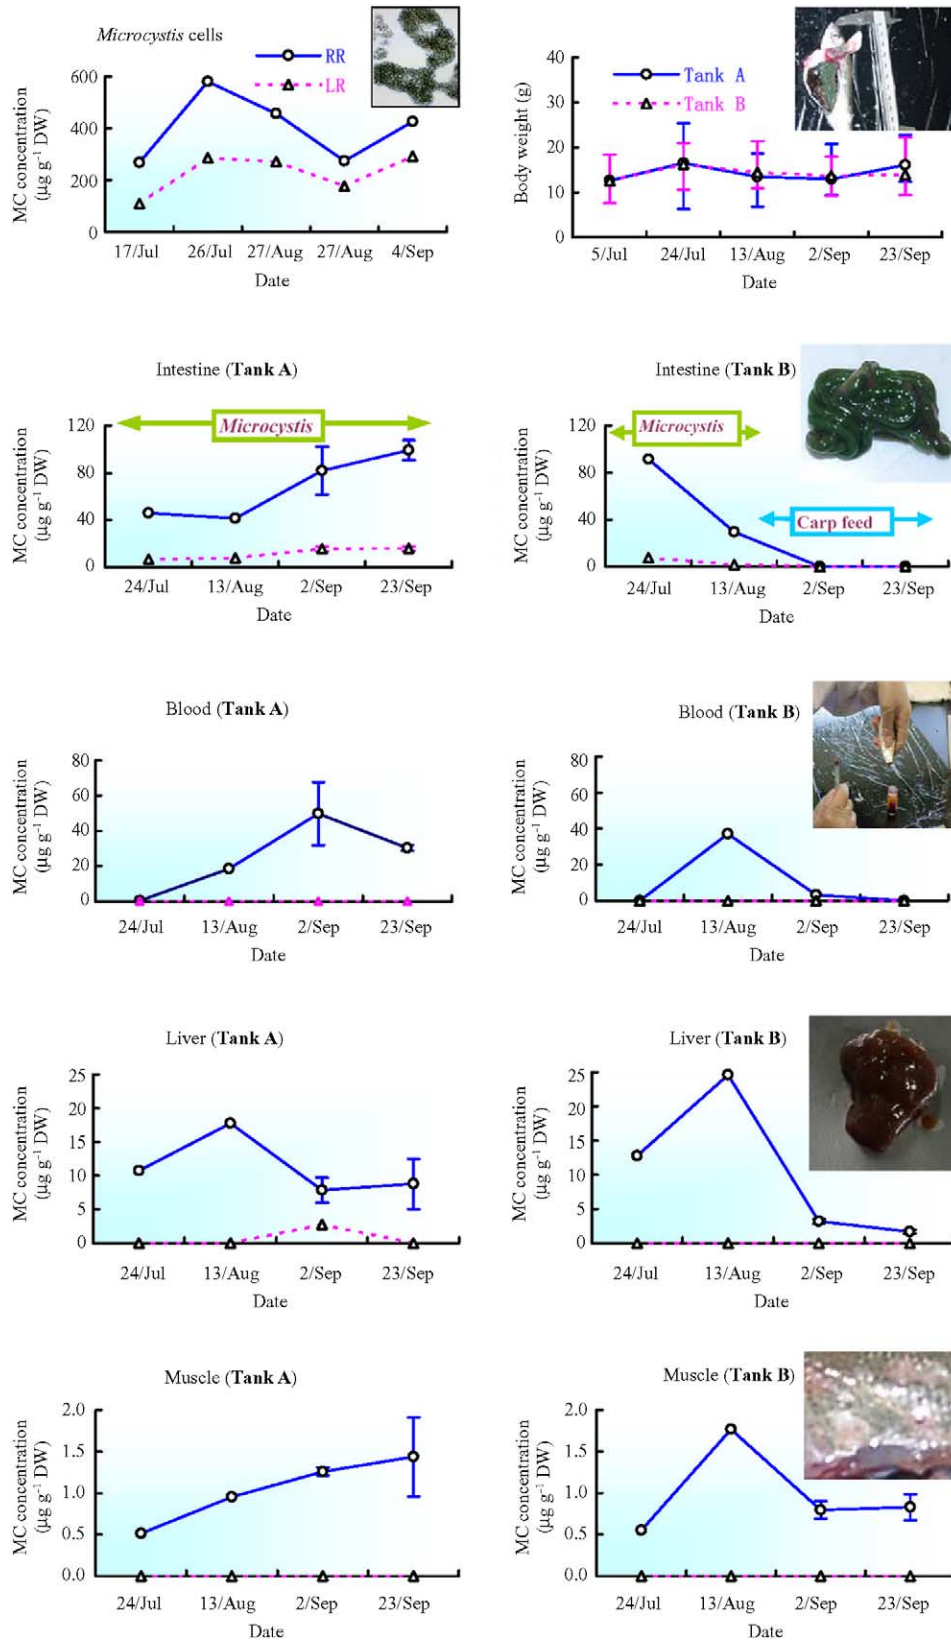 Microcystis cells
RR
LR
MC concentration
(µg g-1 DW)
600
400
200
0
17/Jul 26/Jul 27/Aug 27/Aug 4/Sep
Date
Body weight (g)
Tank A
Tank B
40
30
20
10
0
5/Jul 24/Jul 13/Aug 2/Sep 23/Sep
Date
Intestine (Tank A)
Microcystis
MC concentration
(µg g-1 DW)
120
80
40
0
24/Jul 13/Aug 2/Sep 23/Sep
Date
Intestine (Tank B)
Microcystis
Carp feed
MC concentration
(µg g-1 DW)
120
80
40
0
24/Jul 13/Aug 2/Sep 23/Sep
Date
Blood (Tank A)
MC concentration
(µg g-1 DW)
80
60
40
20
0
24/Jul 13/Aug 2/Sep 23/Sep
Date
Blood (Tank B)
MC concentration
(µg g-1 DW)
80
60
40
20
0
24/Jul 13/Aug 2/Sep 23/Sep
Date
Liver (Tank A)
MC concentration
(µg g-1 DW)
25
20
15
10
5
0
24/Jul 13/Aug 2/Sep 23/Sep
Date
Liver (Tank B)
MC concentration
(µg g-1 DW)
25
20
15
10
5
0
24/Jul 13/Aug 2/Sep 23/Sep
Date
Muscle (Tank A)
MC concentration
(µg g-1 DW)
2.0
1.5
1.0
0.5
0.0
24/Jul 13/Aug 2/Sep 23/Sep
Date
Muscle (Tank B)
MC concentration
(µg g-1 DW)
2.0
1.5
1.0
0.5
0.0
24/Jul 13/Aug 2/Sep 23/Sep
Date